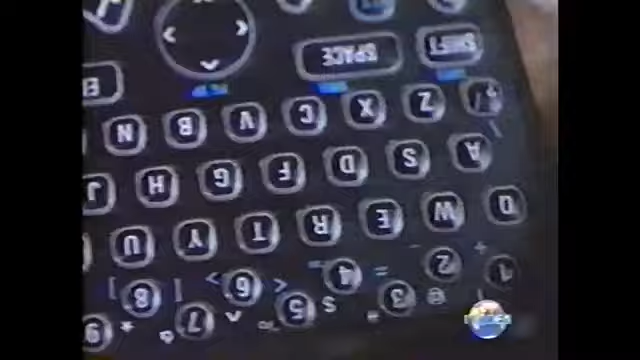 1 2 3 4 5 6 7 8 9
Q W E R T Y U
A S D F G H J
Z X C V B N
SHIFT SPACE